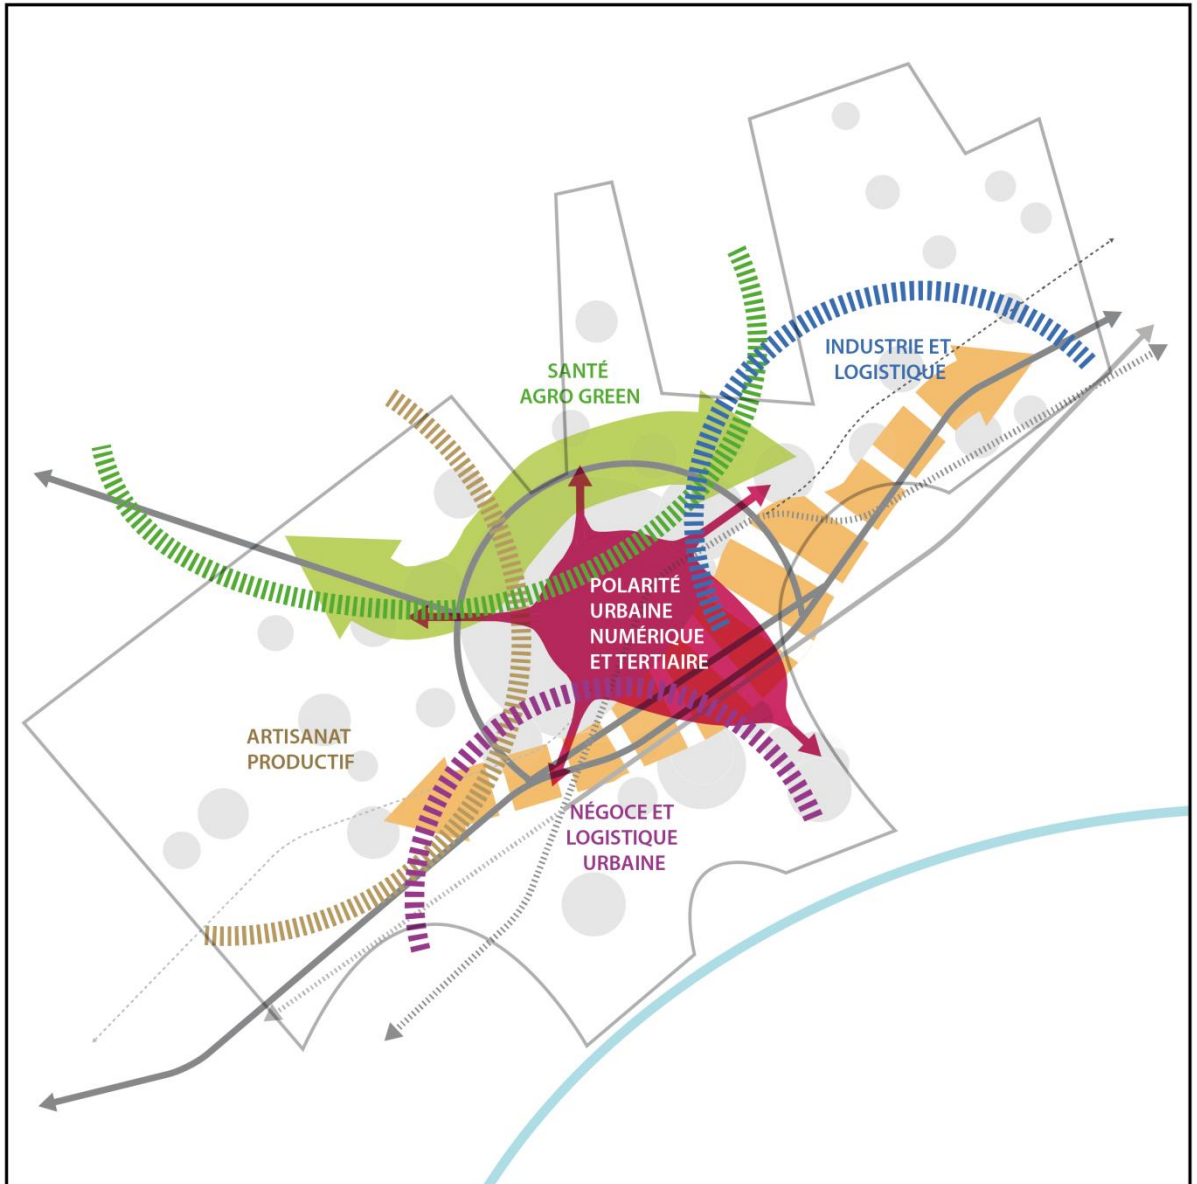 INDUSTRIE ET
LOGISTIQUE
SANTÉ
AGRO GREEN
POLARITÉ
URBAINE
NUMÉRIQUE
ET TERTIAIRE
ARTISANAT
PRODUCTIF
NÉGOCE ET
LOGISTIQUE
URBAINE